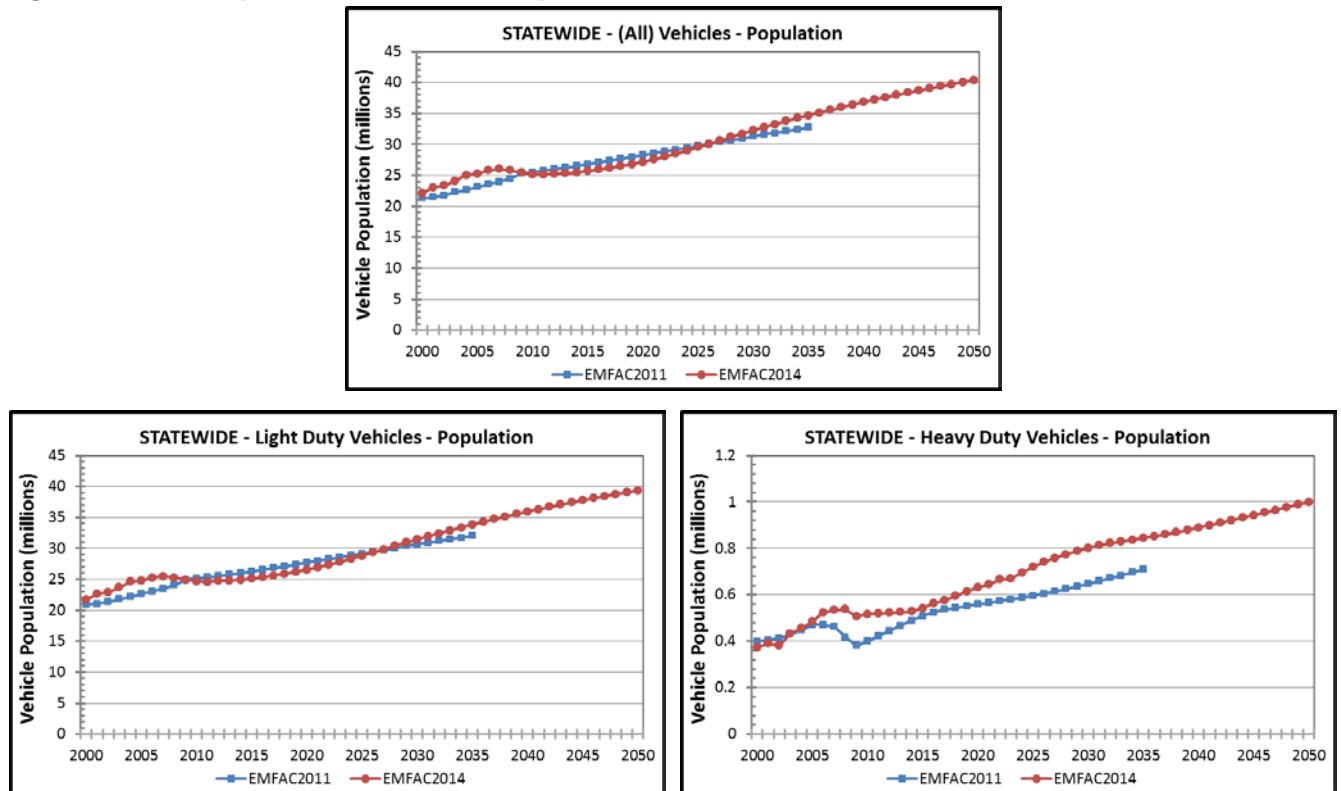 STATEWIDE - (All) Vehicles - Population
Vehicle Population (millions)
45
40
35
30
25
20
15
10
5
0
2000 2005 2010 2015 2020 2025 2030 2035 2040 2045 2050
EMFAC2011 EMFAC2014
STATEWIDE - Light Duty Vehicles - Population
Vehicle Population (millions)
45
40
35
30
25
20
15
10
5
0
2000 2005 2010 2015 2020 2025 2030 2035 2040 2045 2050
EMFAC2011 EMFAC2014
STATEWIDE - Heavy Duty Vehicles - Population
Vehicle Population (millions)
1.2
1
0.8
0.6
0.4
0.2
0
2000 2005 2010 2015 2020 2025 2030 2035 2040 2045 2050
EMFAC2011 EMFAC2014